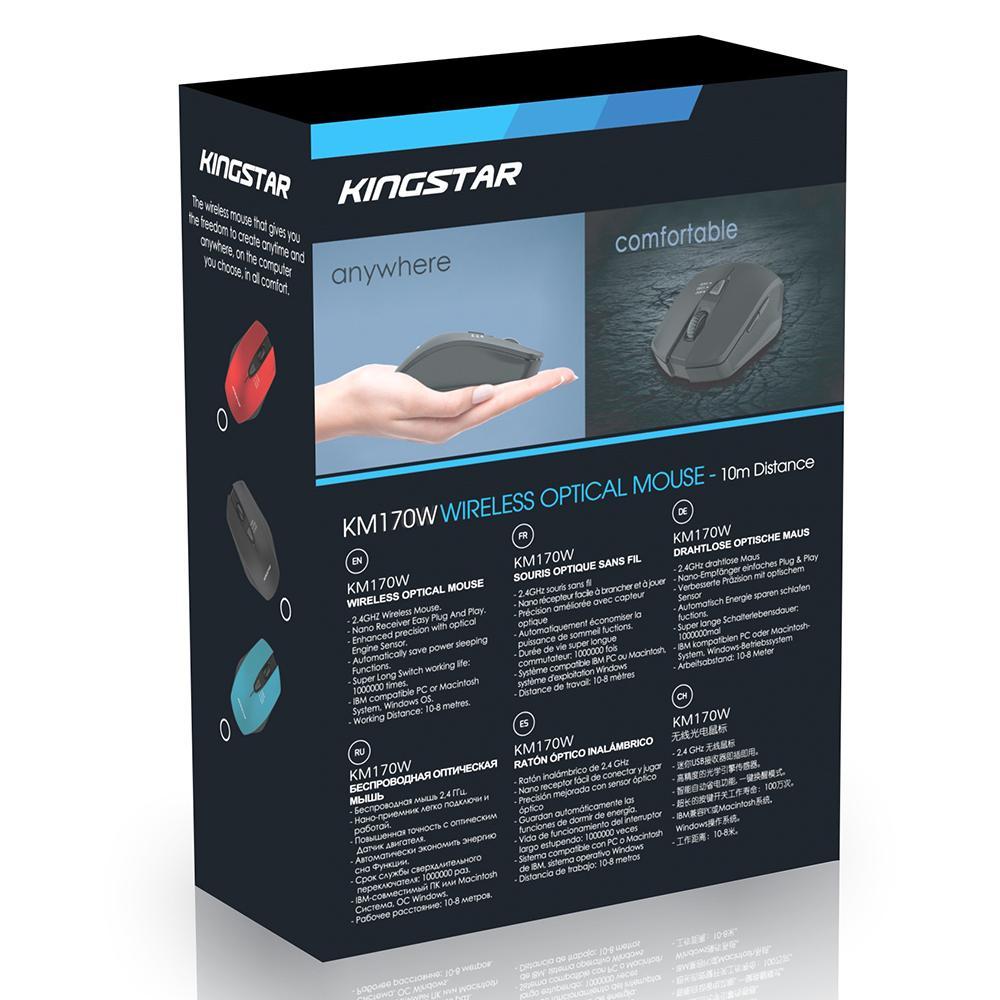 KINGSTAR
The wireless mouse that gives you
the freedom to create anytime and
anywhere, on the computer
you choose, in all comfort.
KINGSTAR
anywhere
comfortable
KM170W WIRELESS OPTICAL MOUSE - 10m Distance
EN
KM170W
WIRELESS OPTICAL MOUSE
- 2.4GHZ Wireless Mouse.
- Nano Receiver Easy Plug And Play.
- Enhanced precision with optical
Engine Sensor.
- Automatically save power sleeping
Functions.
- Super Long Switch working life:
1000000 times.
- IBM compatible PC or Macintosh
System, Windows OS.
- Working Distance: 10-8 metres.
FR
KM170W
SOURIS OPTIQUE SANS FIL
- 2.4GHz souris sans fil
- Nano récepteur facile à brancher et à jouer
- Précision améliorée avec capteur
optique
- Automatiquement économiser la
puissance de sommeil fuctions.
- Durée de vie super longue
commutateur: 1000000 fois
- Système compatible IBM PC ou Macintosh,
système d'exploitation Windows
- Distance de travail: 10-8 mètres
DE
KM170W
DRAHTLOSE OPTISCHE MAUS
- 2.4GHz drahtlose Maus
- Nano-Empfänger einfaches Plug & Play
- Verbesserte Präzision mit optischem
Sensor
- Automatisch Energie sparen schlafen
fuctions.
- Super lange Schalterlebensdauer:
1000000mal
- IBM kompatiblen PC oder Macintosh-
System, Windows-Betriebssystem
- Arbeitsabstand: 10-8 Meter
RU
KM170W
БЕСПРОВОДНАЯ ОПТИЧЕСКАЯ
МЫШЬ
- Беспроводная мышь 2,4 ГГц.
- Нано-приемник легко подключи и
работай.
- Повышенная точность с оптическим
Датчик двигателя.
- Автоматически экономить энергию
сна Функции.
- Срок службы сверхдлительного
переключателя: 1000000 раз.
- IBM-совместимый ПК или Macintosh
Система, ОС Windows.
- Рабочее расстояние: 10-8 метров.
ES
KM170W
RATÓN ÓPTICO INALÁMBRICO
- Ratón inalámbrico de 2.4 GHz
- Nano receptor fácil de conectar y jugar
- Precisión mejorada con sensor óptico
óptico
- Guardan automáticamente las
funciones de dormir de energía.
- Vida de funcionamiento del interruptor
largo estupendo: 1000000 veces
- Sistema compatible con PC o Macintosh
de IBM, sistema operativo Windows
- Distancia de trabajo: 10-8 metros
CH
KM170W
无线光电鼠标
- 2.4 GHz 无线鼠标
- 迷你USB接收器即插即用。
- 高精度的光学引擎传感器。
- 智能自动省电功能,一键换醒模式。
- 超长的按键开关工作寿命:100万次。
- IBM兼容PC或Macintosh系统。
Windows操作系统。
- 工作距离:10-8米。